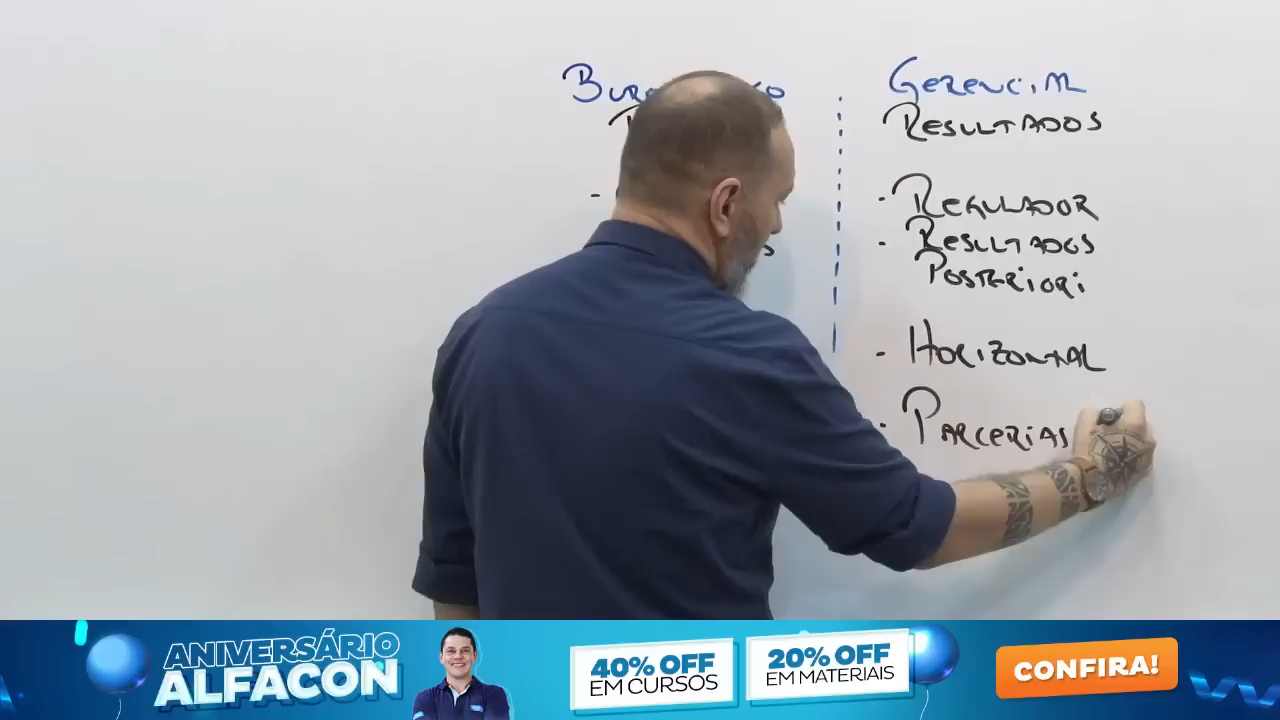 GERENCIAL
RESULTADOS
- REGULADOR
- RESULTADOS
POSTERIORI
- HORIZONTAL
- PARCERIAS
ANIVERSÁRIO
ALFACON
40% OFF
EM CURSOS
20% OFF
EM MATERIAIS
CONFIRA!